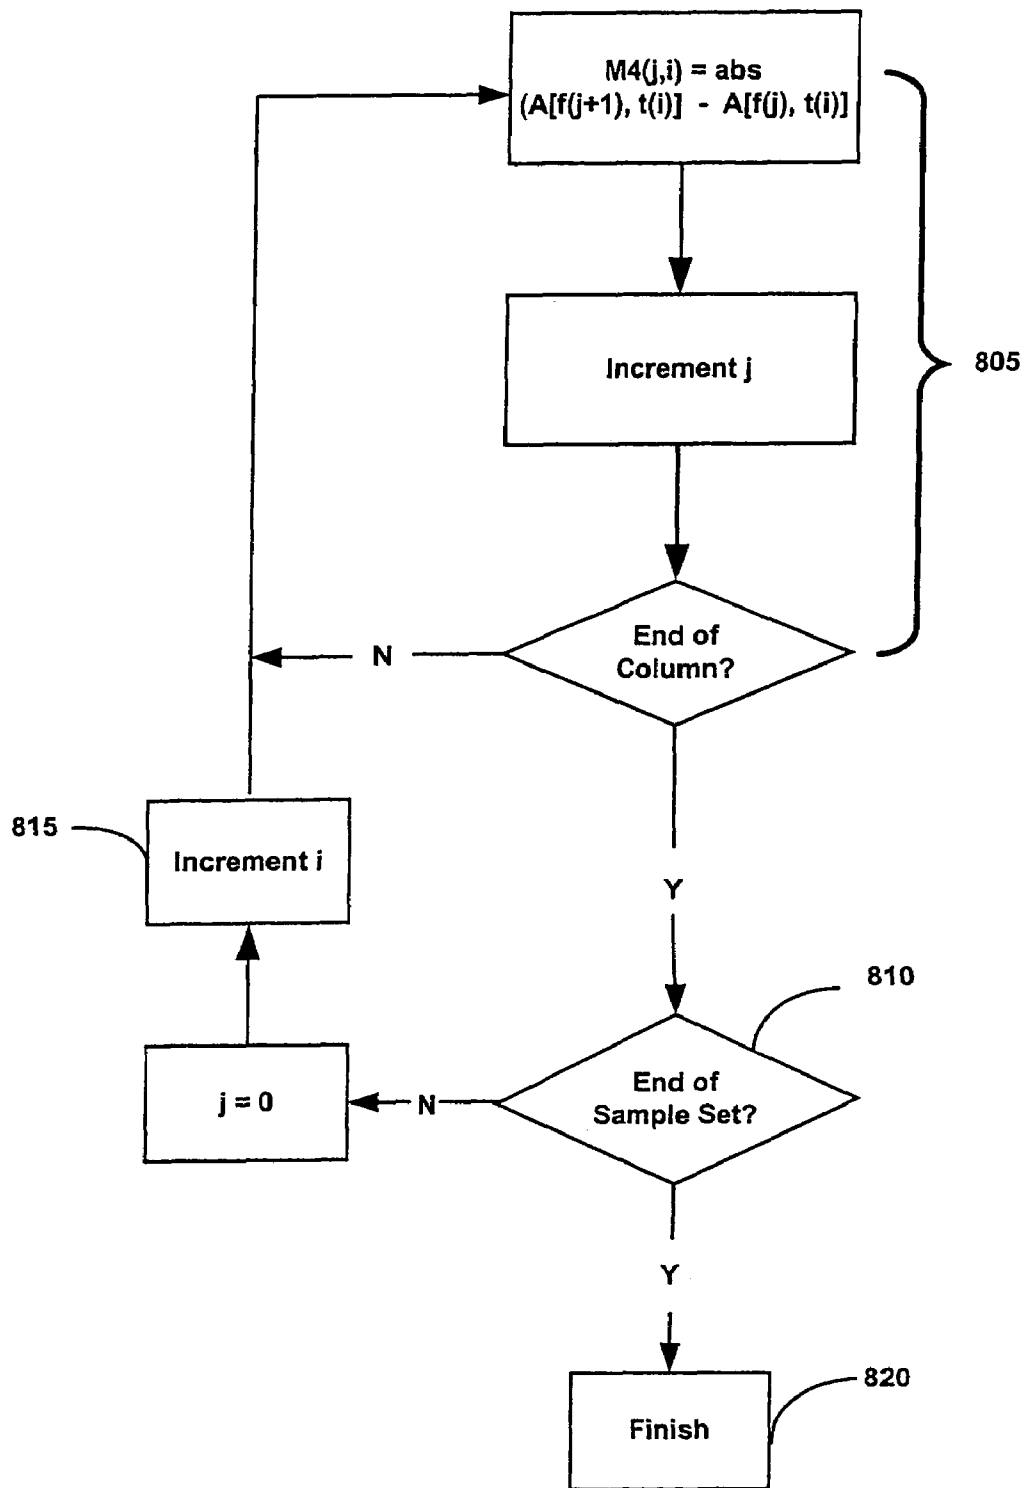 M4(j,i) = abs
(A[f(j+1), t(i)] - A[f(j), t(i)]
Increment j
805
End of
Column?
N
815
Increment i
Y
810
j = 0
N
End of
Sample Set?
Y
820
Finish